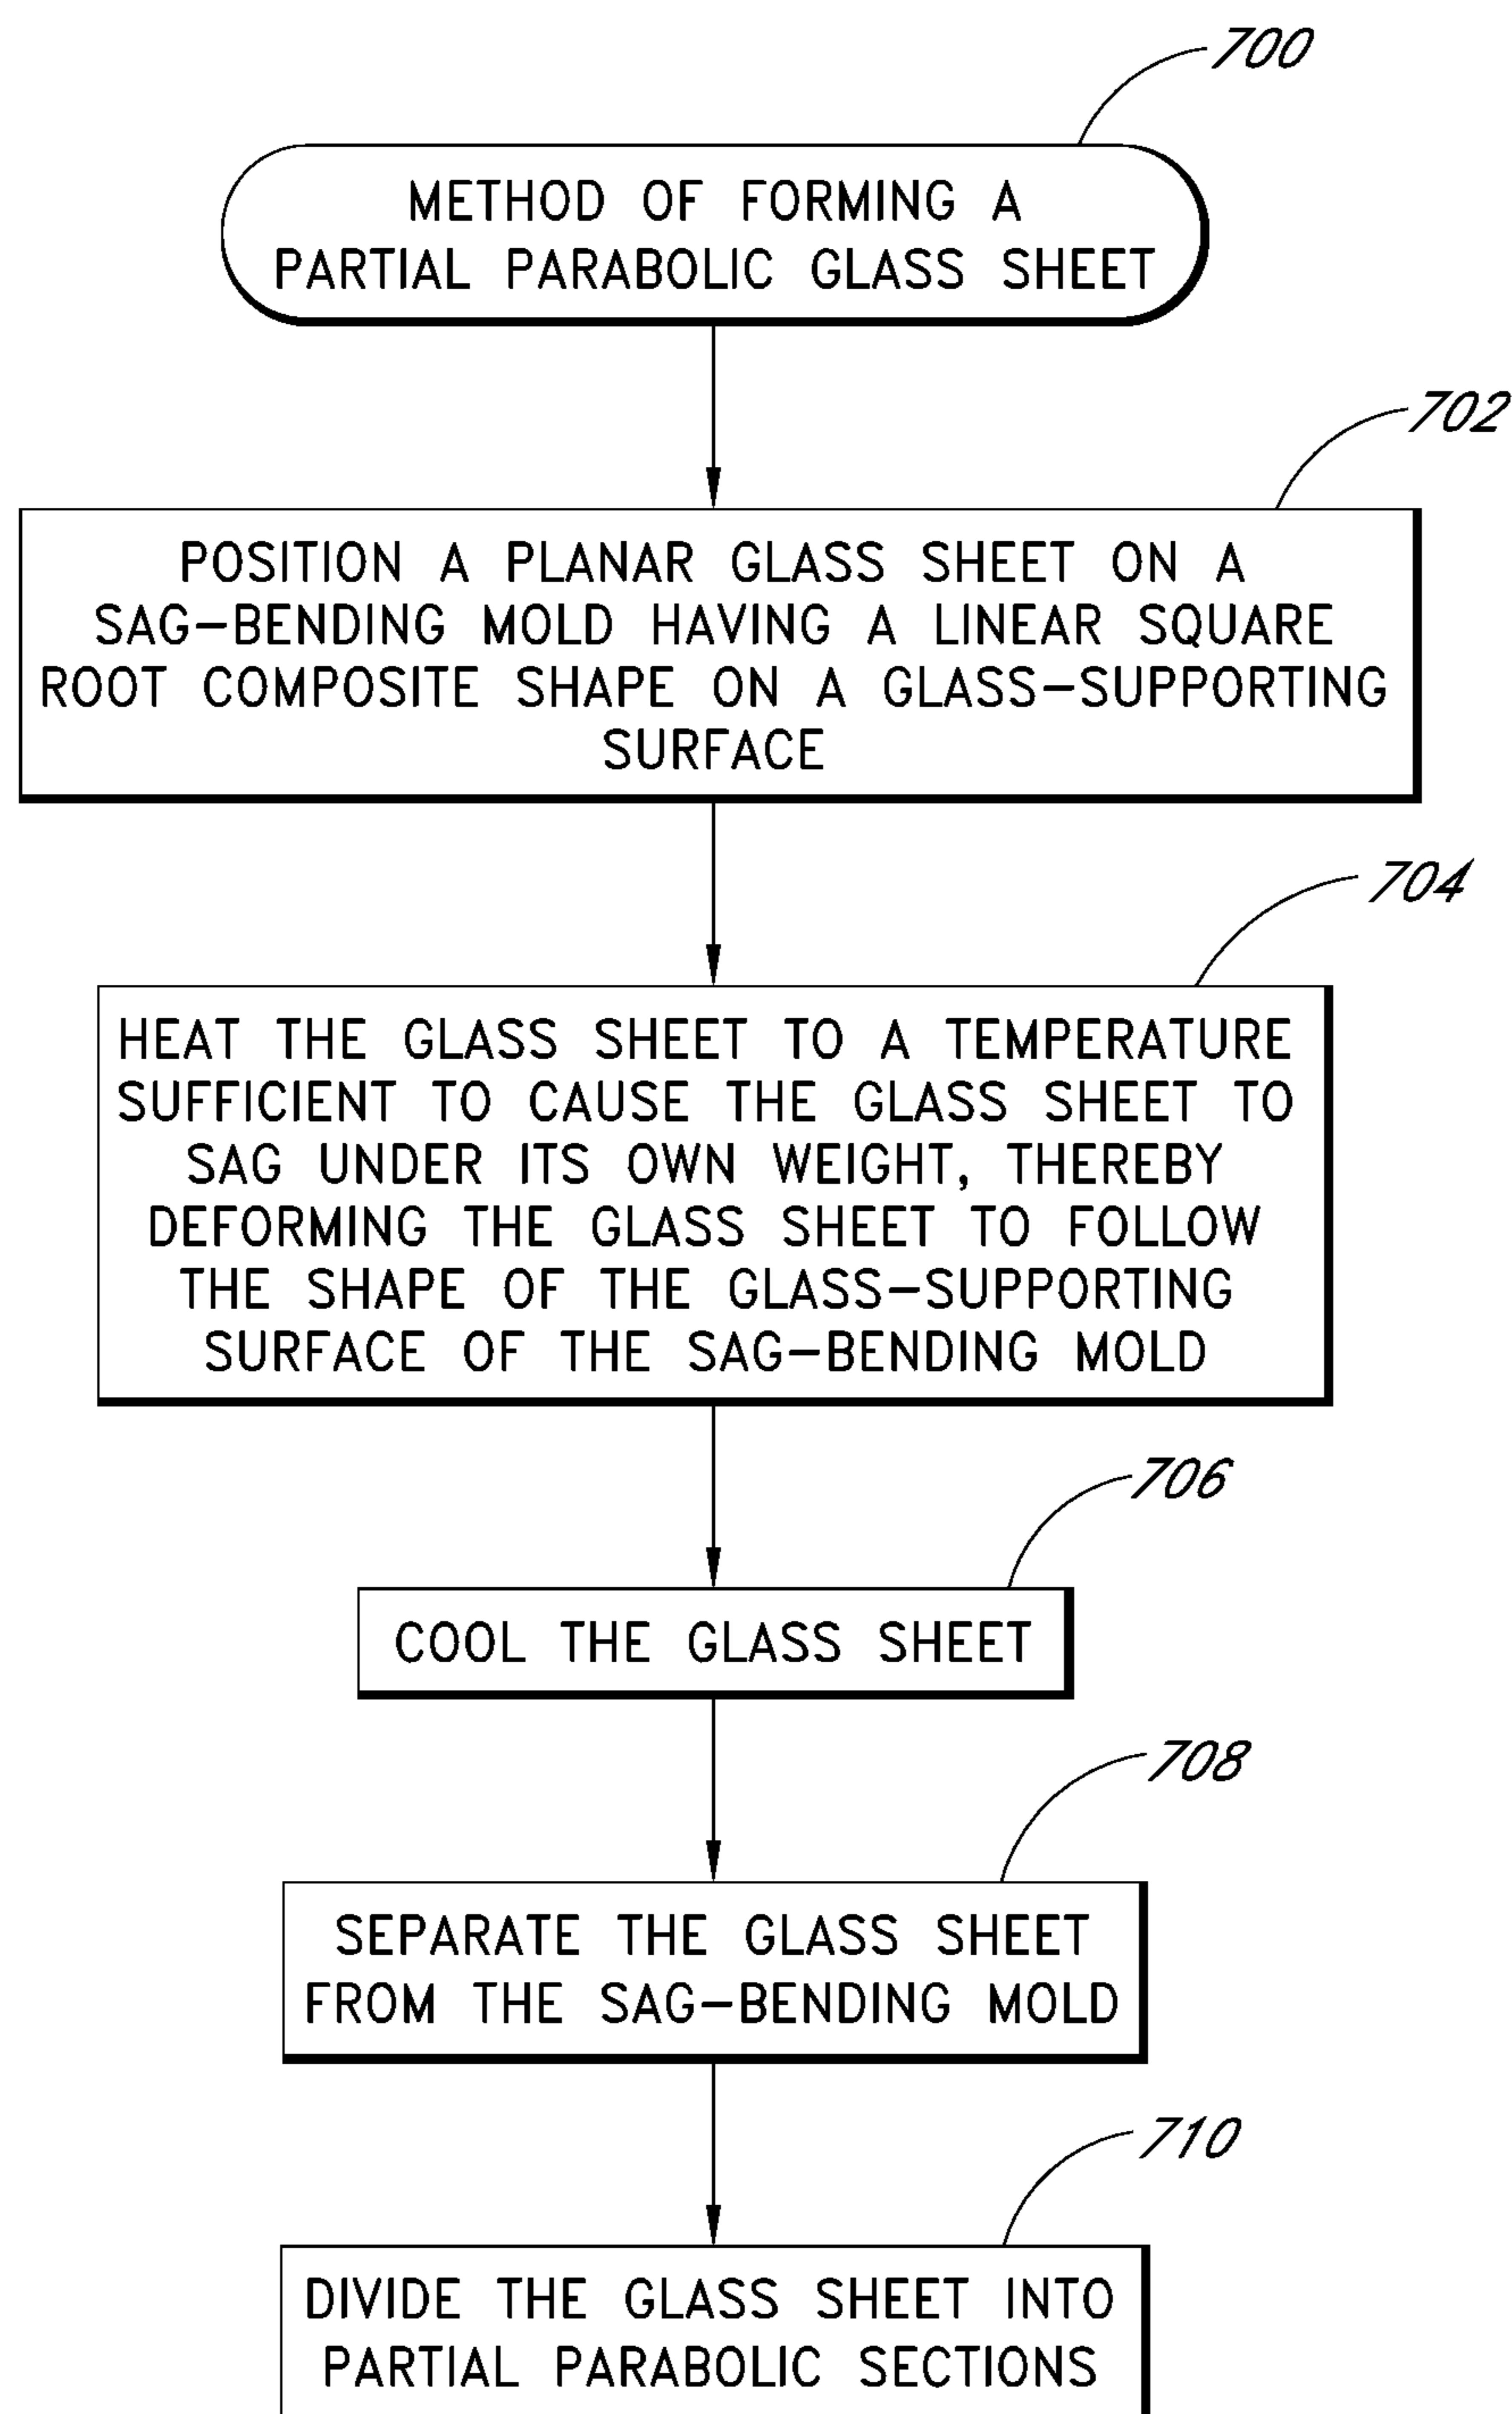 700
METHOD OF FORMING A
PARTIAL PARABOLIC GLASS SHEET
702
POSITION A PLANAR GLASS SHEET ON A
SAG-BENDING MOLD HAVING A LINEAR SQUARE
ROOT COMPOSITE SHAPE ON A GLASS-SUPPORTING
SURFACE
704
HEAT THE GLASS SHEET TO A TEMPERATURE
SUFFICIENT TO CAUSE THE GLASS SHEET TO
SAG UNDER ITS OWN WEIGHT, THEREBY
DEFORMING THE GLASS SHEET TO FOLLOW
THE SHAPE OF THE GLASS-SUPPORTING
SURFACE OF THE SAG-BENDING MOLD
706
COOL THE GLASS SHEET
708
SEPARATE THE GLASS SHEET
FROM THE SAG-BENDING MOLD
710
DIVIDE THE GLASS SHEET INTO
PARTIAL PARABOLIC SECTIONS